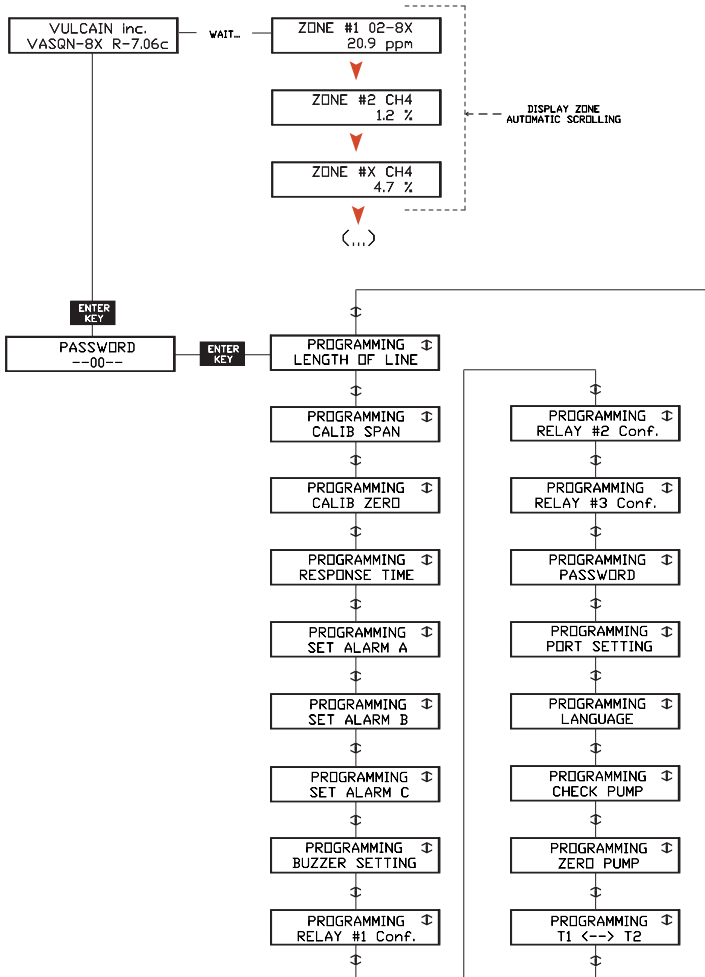 VULCAIN inc.
VASQN-8X R-7.06c
WAIT...
ZONE #1 02-8X
20.9 ppm
ZONE #2 CH4
1.2 %
DISPLAY ZONE
AUTOMATIC SCROLLING
ZONE #X CH4
4.7 %
(...)
ENTER
KEY
PASSWORD
--00--
ENTER
KEY
PROGRAMMING
LENGTH OF LINE
PROGRAMMING
CALIB SPAN
PROGRAMMING
CALIB ZERO
PROGRAMMING
RESPONSE TIME
PROGRAMMING
SET ALARM A
PROGRAMMING
SET ALARM B
PROGRAMMING
SET ALARM C
PROGRAMMING
BUZZER SETTING
PROGRAMMING
RELAY #1 Conf.
PROGRAMMING
RELAY #2 Conf.
PROGRAMMING
RELAY #3 Conf.
PROGRAMMING
PASSWORD
PROGRAMMING
PORT SETTING
PROGRAMMING
LANGUAGE
PROGRAMMING
CHECK PUMP
PROGRAMMING
ZERO PUMP
PROGRAMMING
T1 <--> T2